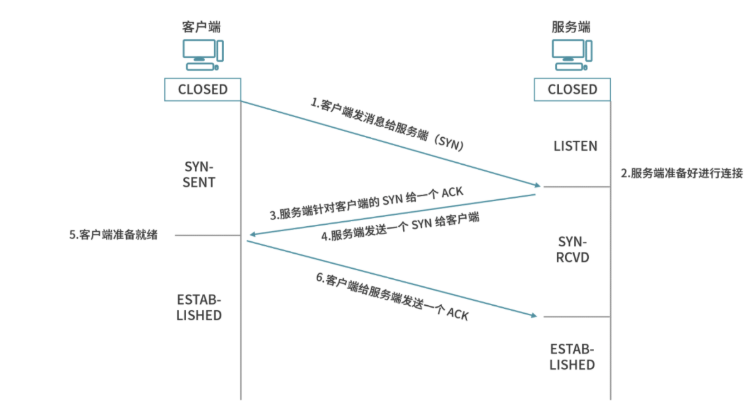 客户端
服务端
CLOSED
CLOSED
1.客户端发消息给服务端（SYN）
LISTEN
SYN-
SENT
2.服务端准备好进行连接
3.服务端针对客户端的 SYN 给一个 ACK
4.服务端发送一个 SYN 给客户端
5.客户端准备就绪
SYN-
RCVD
6.客户端给服务端发送一个 ACK
ESTAB-
LISHED
ESTAB-
LISHED